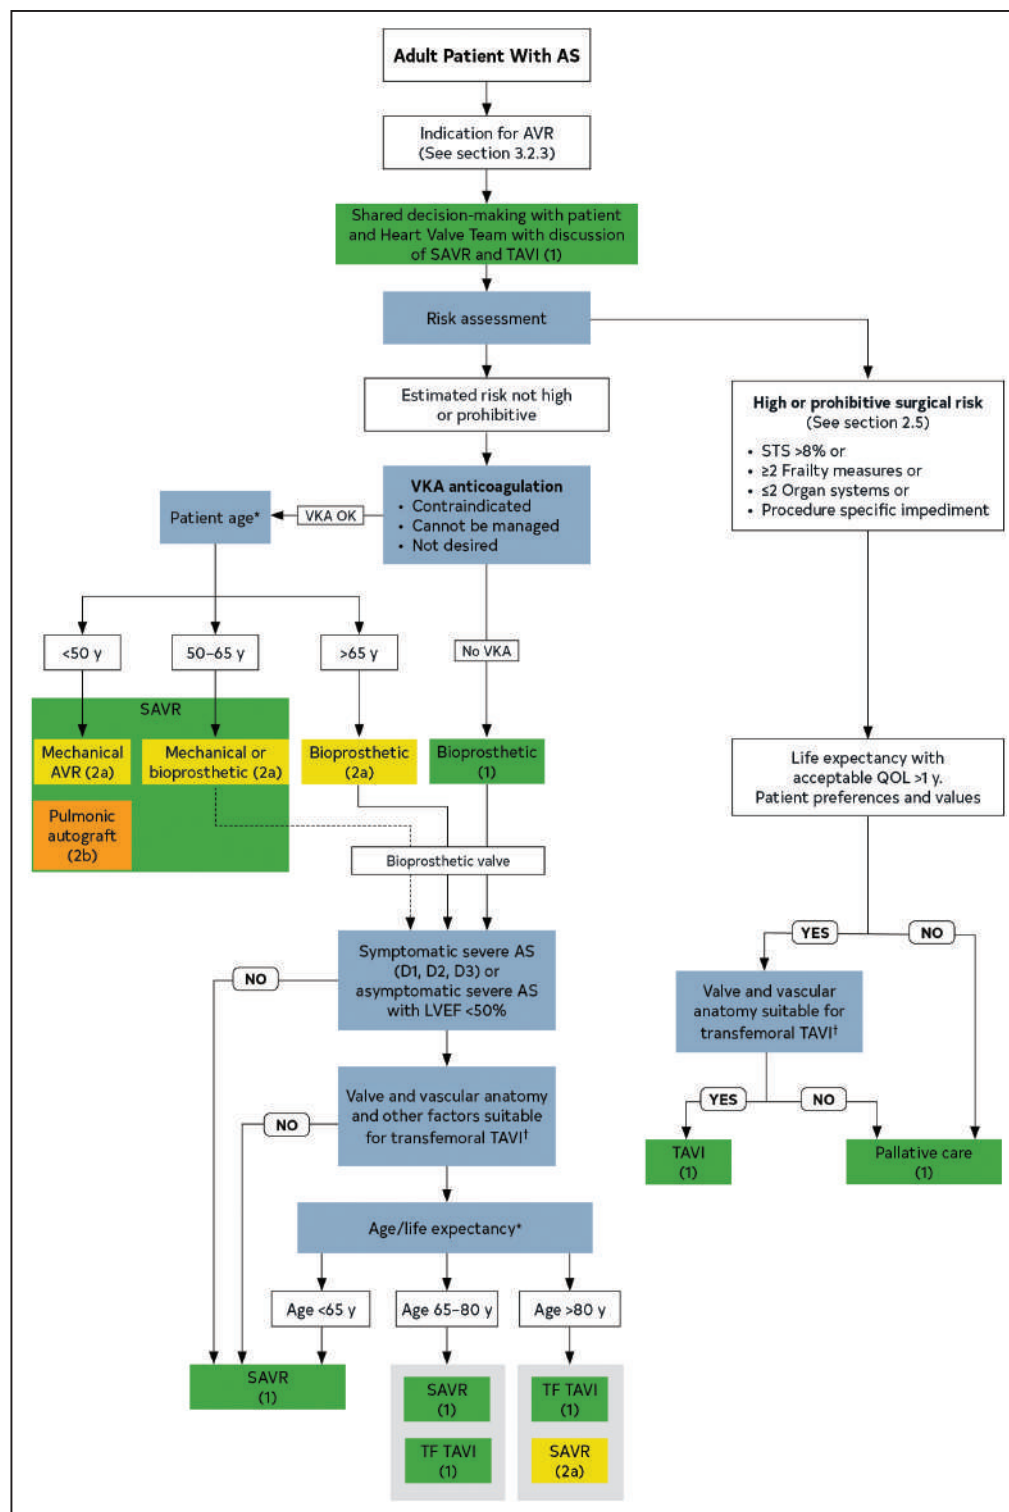 Adult Patient With AS
Indication for AVR
(See section 3.2.3)
Shared decision-making with patient
and Heart Valve Team with discussion
of SAVR and TAVI (1)
Risk assessment
Estimated risk not high
or prohibitive
High or prohibitive surgical risk
(See section 2.5)
• STS >8% or
• ≥2 Frailty measures or
• ≤2 Organ systems or
• Procedure specific impediment
VKA anticoagulation
• Contraindicated
• Cannot be managed
• Not desired
VKA OK
Patient age*
<50 y
50–65 y
>65 y
No VKA
SAVR
Mechanical
AVR (2a)
Mechanical or
bioprosthetic (2a)
Bioprosthetic
(2a)
Bioprosthetic
(1)
Pulmonic
autograft
(2b)
Bioprosthetic valve
Life expectancy with
acceptable QOL >1 y.
Patient preferences and values
YES
NO
Symptomatic severe AS
(D1, D2, D3) or
asymptomatic severe AS
with LVEF <50%
NO
Valve and vascular
anatomy suitable for
transfemoral TAVI†
Valve and vascular anatomy
and other factors suitable
for transfemoral TAVI†
NO
YES
NO
TAVI
(1)
Pallative care
(1)
Age/life expectancy*
Age <65 y
Age 65–80 y
Age >80 y
SAVR
(1)
SAVR
(1)
TF TAVI
(1)
TF TAVI
(1)
SAVR
(2a)